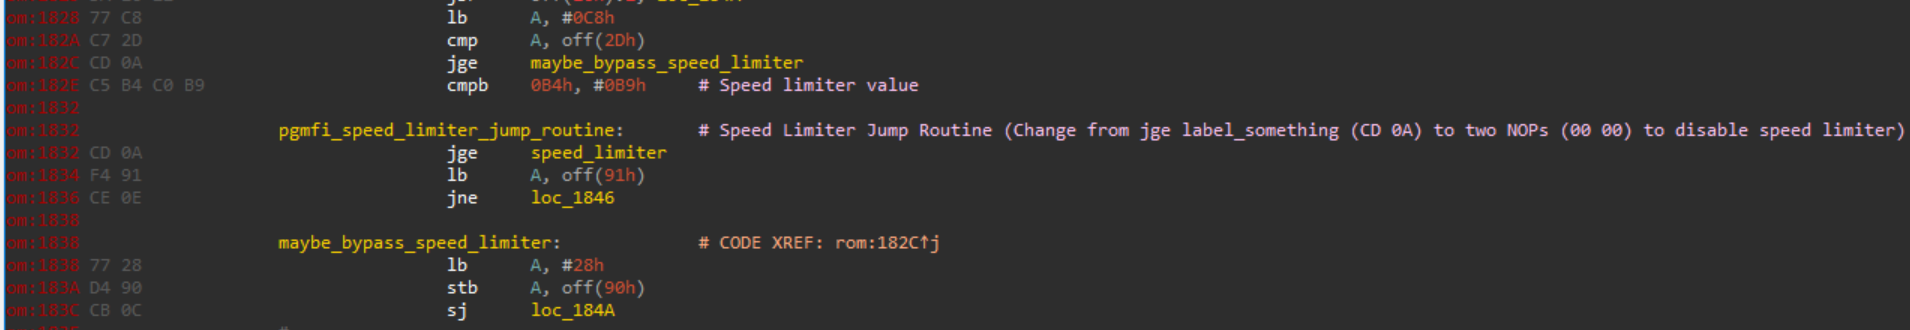 om:1828 77 C8 lb A, #0C8h
om:182A C7 2D cmp A, off(2Dh)
om:182C CD 0A jge maybe_bypass_speed_limiter
om:182E C5 B4 C0 B9 cmpb 0B4h, #0B9h # Speed limiter value
om:1832
om:1832 pgmfi_speed_limiter_jump_routine: # Speed Limiter Jump Routine (Change from jge label_something (CD 0A) to two NOPs (00 00) to disable speed limiter)
om:1832 CD 0A jge speed_limiter
om:1834 F4 91 lb A, off(91h)
om:1836 CE 0E jne loc_1846
om:1838
om:1838 maybe_bypass_speed_limiter: # CODE XREF: rom:182C↑j
om:1838 77 28 lb A, #28h
om:183A D4 90 stb A, off(90h)
om:183C CB 0C sj loc_184A